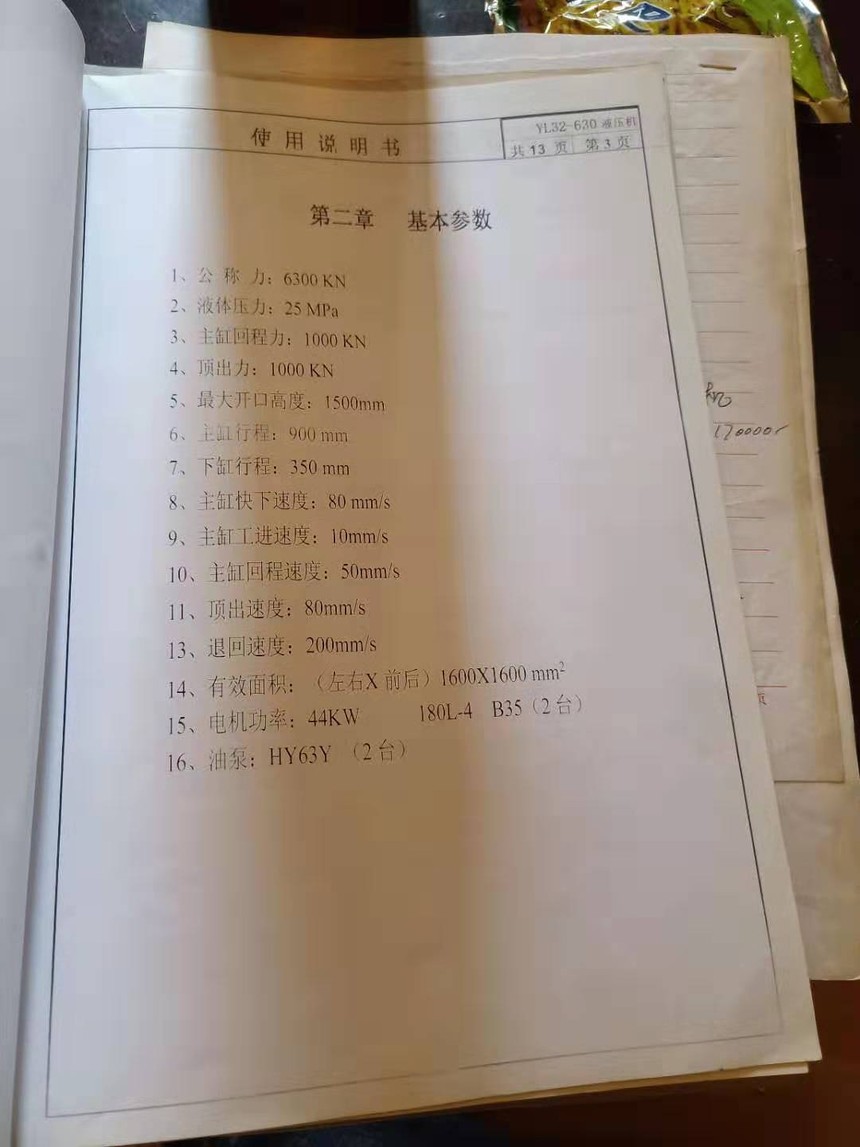 使用说明书
YL32-630 液压机
共 13 页 第 3 页
第二章 基本参数
1、公 称 力：6300 KN
2、液体压力：25 MPa
3、主缸回程力：1000 KN
4、顶出力：1000 KN
5、最大开口高度：1500mm
6、主缸行程：900 mm
7、下缸行程：350 mm
8、主缸快下速度：80 mm/s
9、主缸工进速度：10mm/s
10、主缸回程速度：50mm/s
11、顶出速度：80mm/s
13、退回速度：200mm/s
14、有效面积：（左右X 前后）1600X1600 mm²
15、电机功率：44KW 180L-4 B35（2 台）
16、油泵：HY63Y （2 台）
机
页